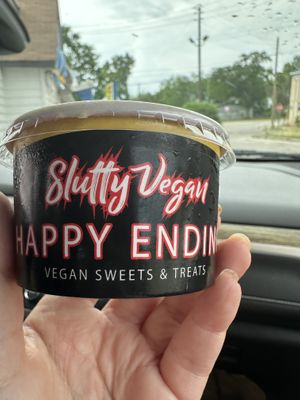 Slutty Vegan
HAPPY ENDIN
VEGAN SWEETS & TREATS